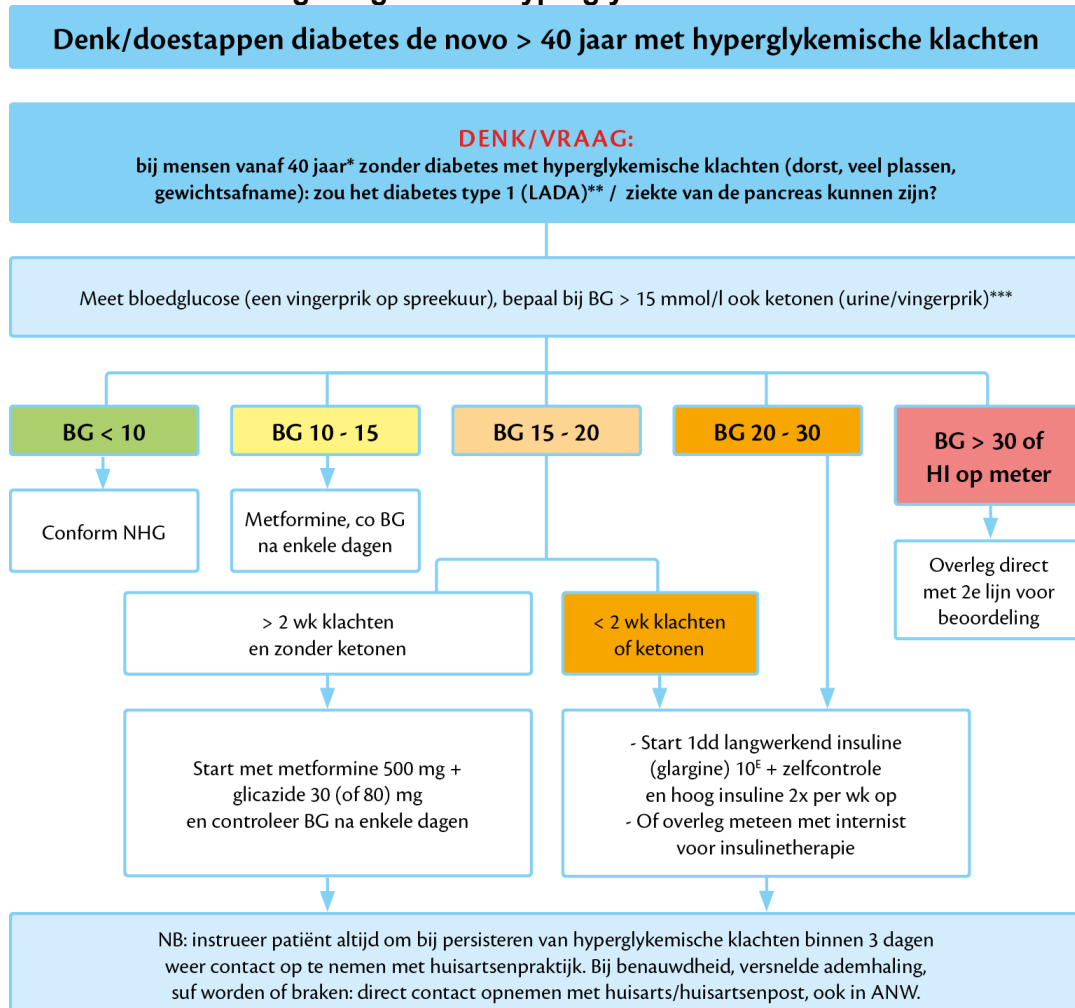 Denk/doestappen diabetes de novo > 40 jaar met hyperglykemische klachten
DENK/VRAAG:
bij mensen vanaf 40 jaar* zonder diabetes met hyperglykemische klachten (dorst, veel plassen,
gewichtsafname): zou het diabetes type 1 (LADA)** / ziekte van de pancreas kunnen zijn?
Meet bloedglucose (een vingerprik op spreekuur), bepaal bij BG > 15 mmol/l ook ketonen (urine/vingerprik)***
BG < 10
BG 10 - 15
BG 15 - 20
BG 20 - 30
BG > 30 of
HI op meter
Conform NHG
Metformine, co BG
na enkele dagen
Overleg direct
met 2e lijn voor
beoordeling
> 2 wk klachten
en zonder ketonen
< 2 wk klachten
of ketonen
Start met metformine 500 mg +
glicazide 30 (of 80) mg
en controleer BG na enkele dagen
- Start 1dd langwerkend insuline
(glargine) 10ᴱ + zelfcontrole
en hoog insuline 2x per wk op
- Of overleg meteen met internist
voor insulinetherapie
NB: instrueer patiënt altijd om bij persisteren van hyperglykemische klachten binnen 3 dagen
weer contact op te nemen met huisartsenpraktijk. Bij benauwdheid, versnelde ademhaling,
suf worden of braken: direct contact opnemen met huisarts/huisartsenpost, ook in ANW.